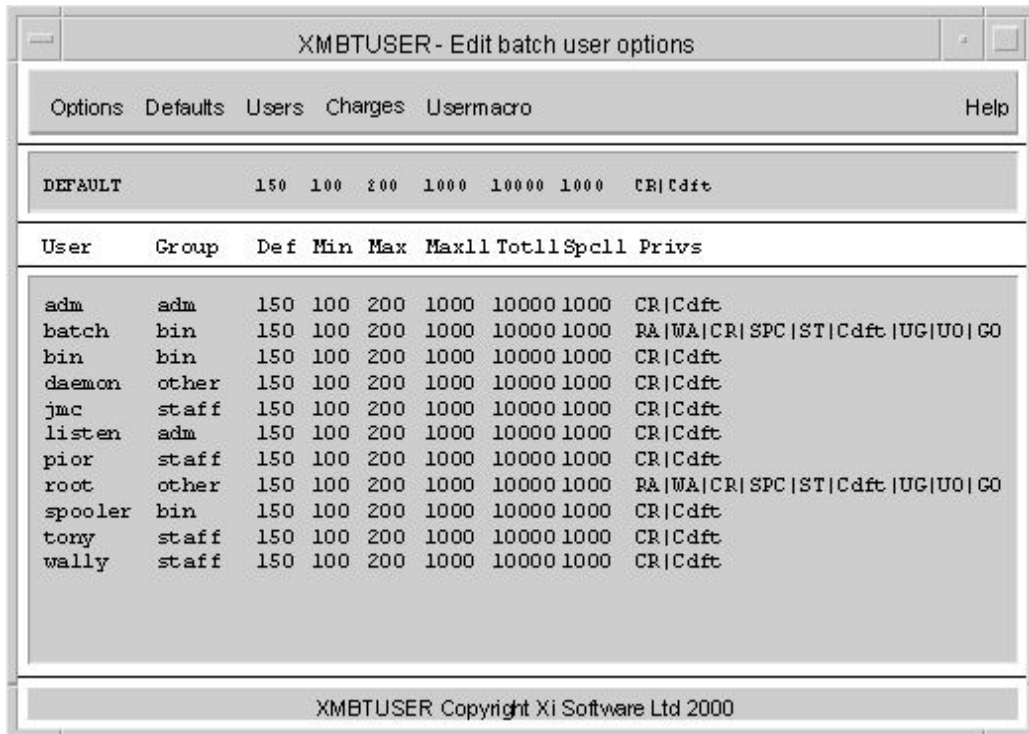 XMBTUSER - Edit batch user options
Options Defaults Users Charges Usermacro Help
DEFAULT 150 100 200 1000 10000 1000 CR|Cdft
User Group Def Min Max Maxll Totll Spcll Privs
adm adm 150 100 200 1000 10000 1000 CR|Cdft
batch bin 150 100 200 1000 10000 1000 RA|WA|CR|SPC|ST|Cdft|UG|UO|GO
bin bin 150 100 200 1000 10000 1000 CR|Cdft
daemon other 150 100 200 1000 10000 1000 CR|Cdft
jmc staff 150 100 200 1000 10000 1000 CR|Cdft
listen adm 150 100 200 1000 10000 1000 CR|Cdft
pior staff 150 100 200 1000 10000 1000 CR|Cdft
root other 150 100 200 1000 10000 1000 RA|WA|CR|SPC|ST|Cdft|UG|UO|GO
spooler bin 150 100 200 1000 10000 1000 CR|Cdft
tony staff 150 100 200 1000 10000 1000 CR|Cdft
wally staff 150 100 200 1000 10000 1000 CR|Cdft
XMBTUSER Copyright Xi Software Ltd 2000